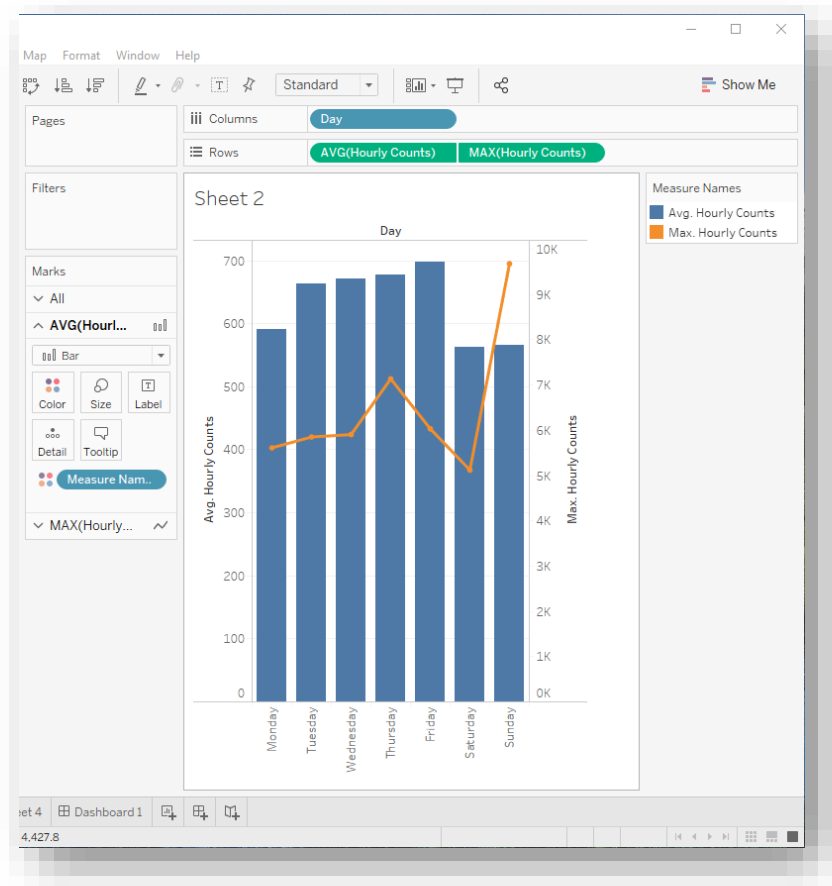 Map Format Window Help
Standard
Show Me
Pages
Columns
Day
Rows
AVG(Hourly Counts) MAX(Hourly Counts)
Filters
Marks
All
AVG(Hourl...
Bar
Color Size Label
T
Detail Tooltip
Measure Nam..
MAX(Hourly...
Sheet 2
Day
Avg. Hourly Counts
700
600
500
400
300
200
100
0
Max. Hourly Counts
10K
9K
8K
7K
6K
5K
4K
3K
2K
1K
0K
Monday
Tuesday
Wednesday
Thursday
Friday
Saturday
Sunday
Measure Names
Avg. Hourly Counts
Max. Hourly Counts
eet 4 Dashboard 1
4,427.8